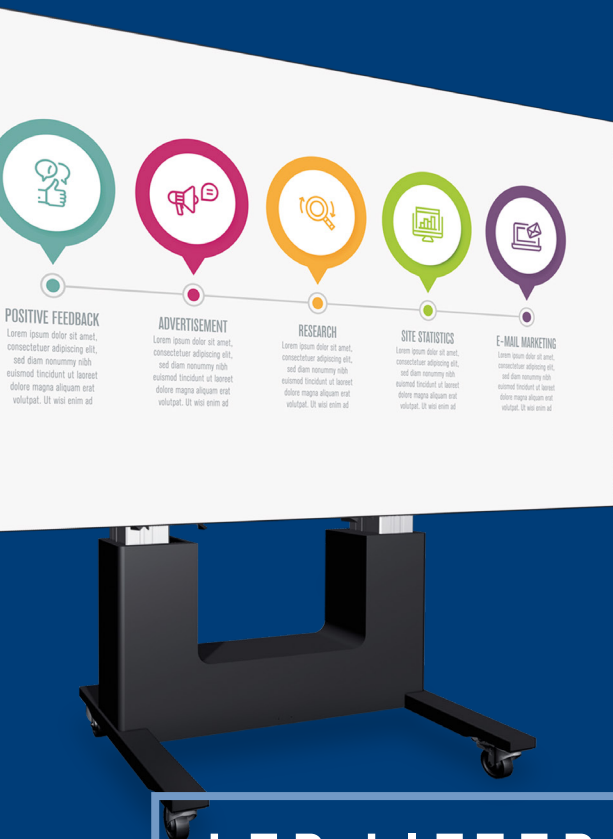 POSITIVE FEEDBACK
Lorem ipsum dolor sit amet,
consectetuer adipiscing elit,
sed diam nonummy nibh
euismod tincidunt ut laoreet
dolore magna aliquam erat
volutpat. Ut wisi enim ad
ADVERTISEMENT
Lorem ipsum dolor sit amet,
consectetuer adipiscing elit,
sed diam nonummy nibh
euismod tincidunt ut laoreet
dolore magna aliquam erat
volutpat. Ut wisi enim ad
RESEARCH
Lorem ipsum dolor sit amet,
consectetuer adipiscing elit,
sed diam nonummy nibh
euismod tincidunt ut laoreet
dolore magna aliquam erat
volutpat. Ut wisi enim ad
SITE STATISTICS
Lorem ipsum dolor sit amet,
consectetuer adipiscing elit,
sed diam nonummy nibh
euismod tincidunt ut laoreet
dolore magna aliquam erat
volutpat. Ut wisi enim ad
E-MAIL MARKETING
Lorem ipsum dolor sit amet,
consectetuer adipiscing elit,
sed diam nonummy nibh
euismod tincidunt ut laoreet
dolore magna aliquam erat
volutpat. Ut wisi enim ad